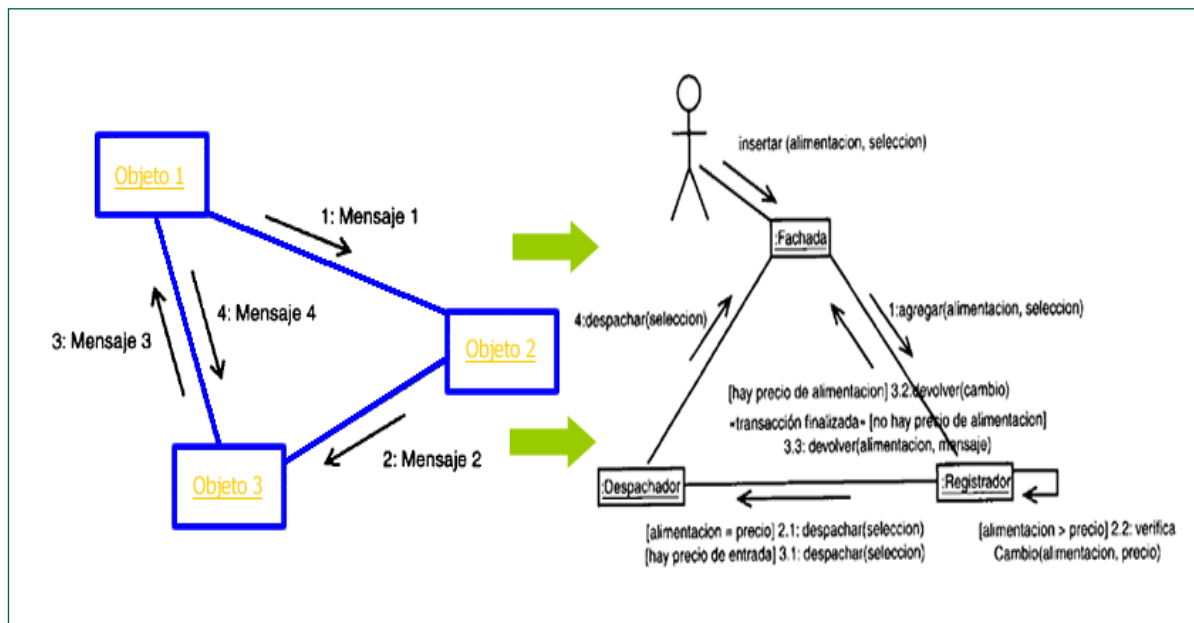 Objeto 1
1: Mensaje 1
4: Mensaje 4
3: Mensaje 3
Objeto 2
2: Mensaje 2
Objeto 3
insertar (alimentacion, seleccion)
:Fachada
4:despachar(seleccion)
1:agregar(alimentacion, seleccion)
[hay precio de alimentacion] 3.2:devolver(cambio)
«transacción finalizada» [no hay precio de alimentacion]
3.3: devolver(alimentacion, mensaje)
:Despachador
:Registrador
[alimentacion = precio] 2.1: despachar(seleccion)
[hay precio de entrada] 3.1: despachar(seleccion)
[alimentacion > precio] 2.2: verifica
Cambio(alimentacion, precio)